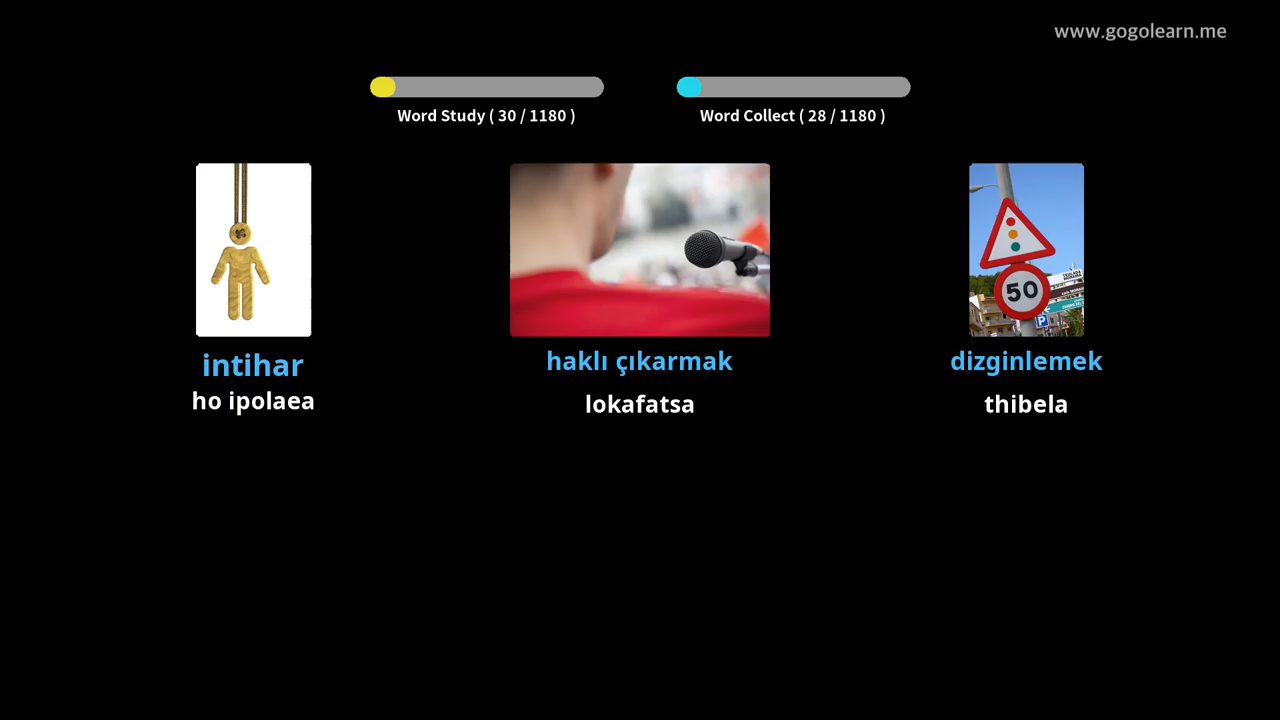 www.gogolearn.me
Word Study ( 30 / 1180 )
Word Collect ( 28 / 1180 )
50
P
intihar
haklı çıkarmak
dizginlemek
ho ipolaea
lokafatsa
thibela